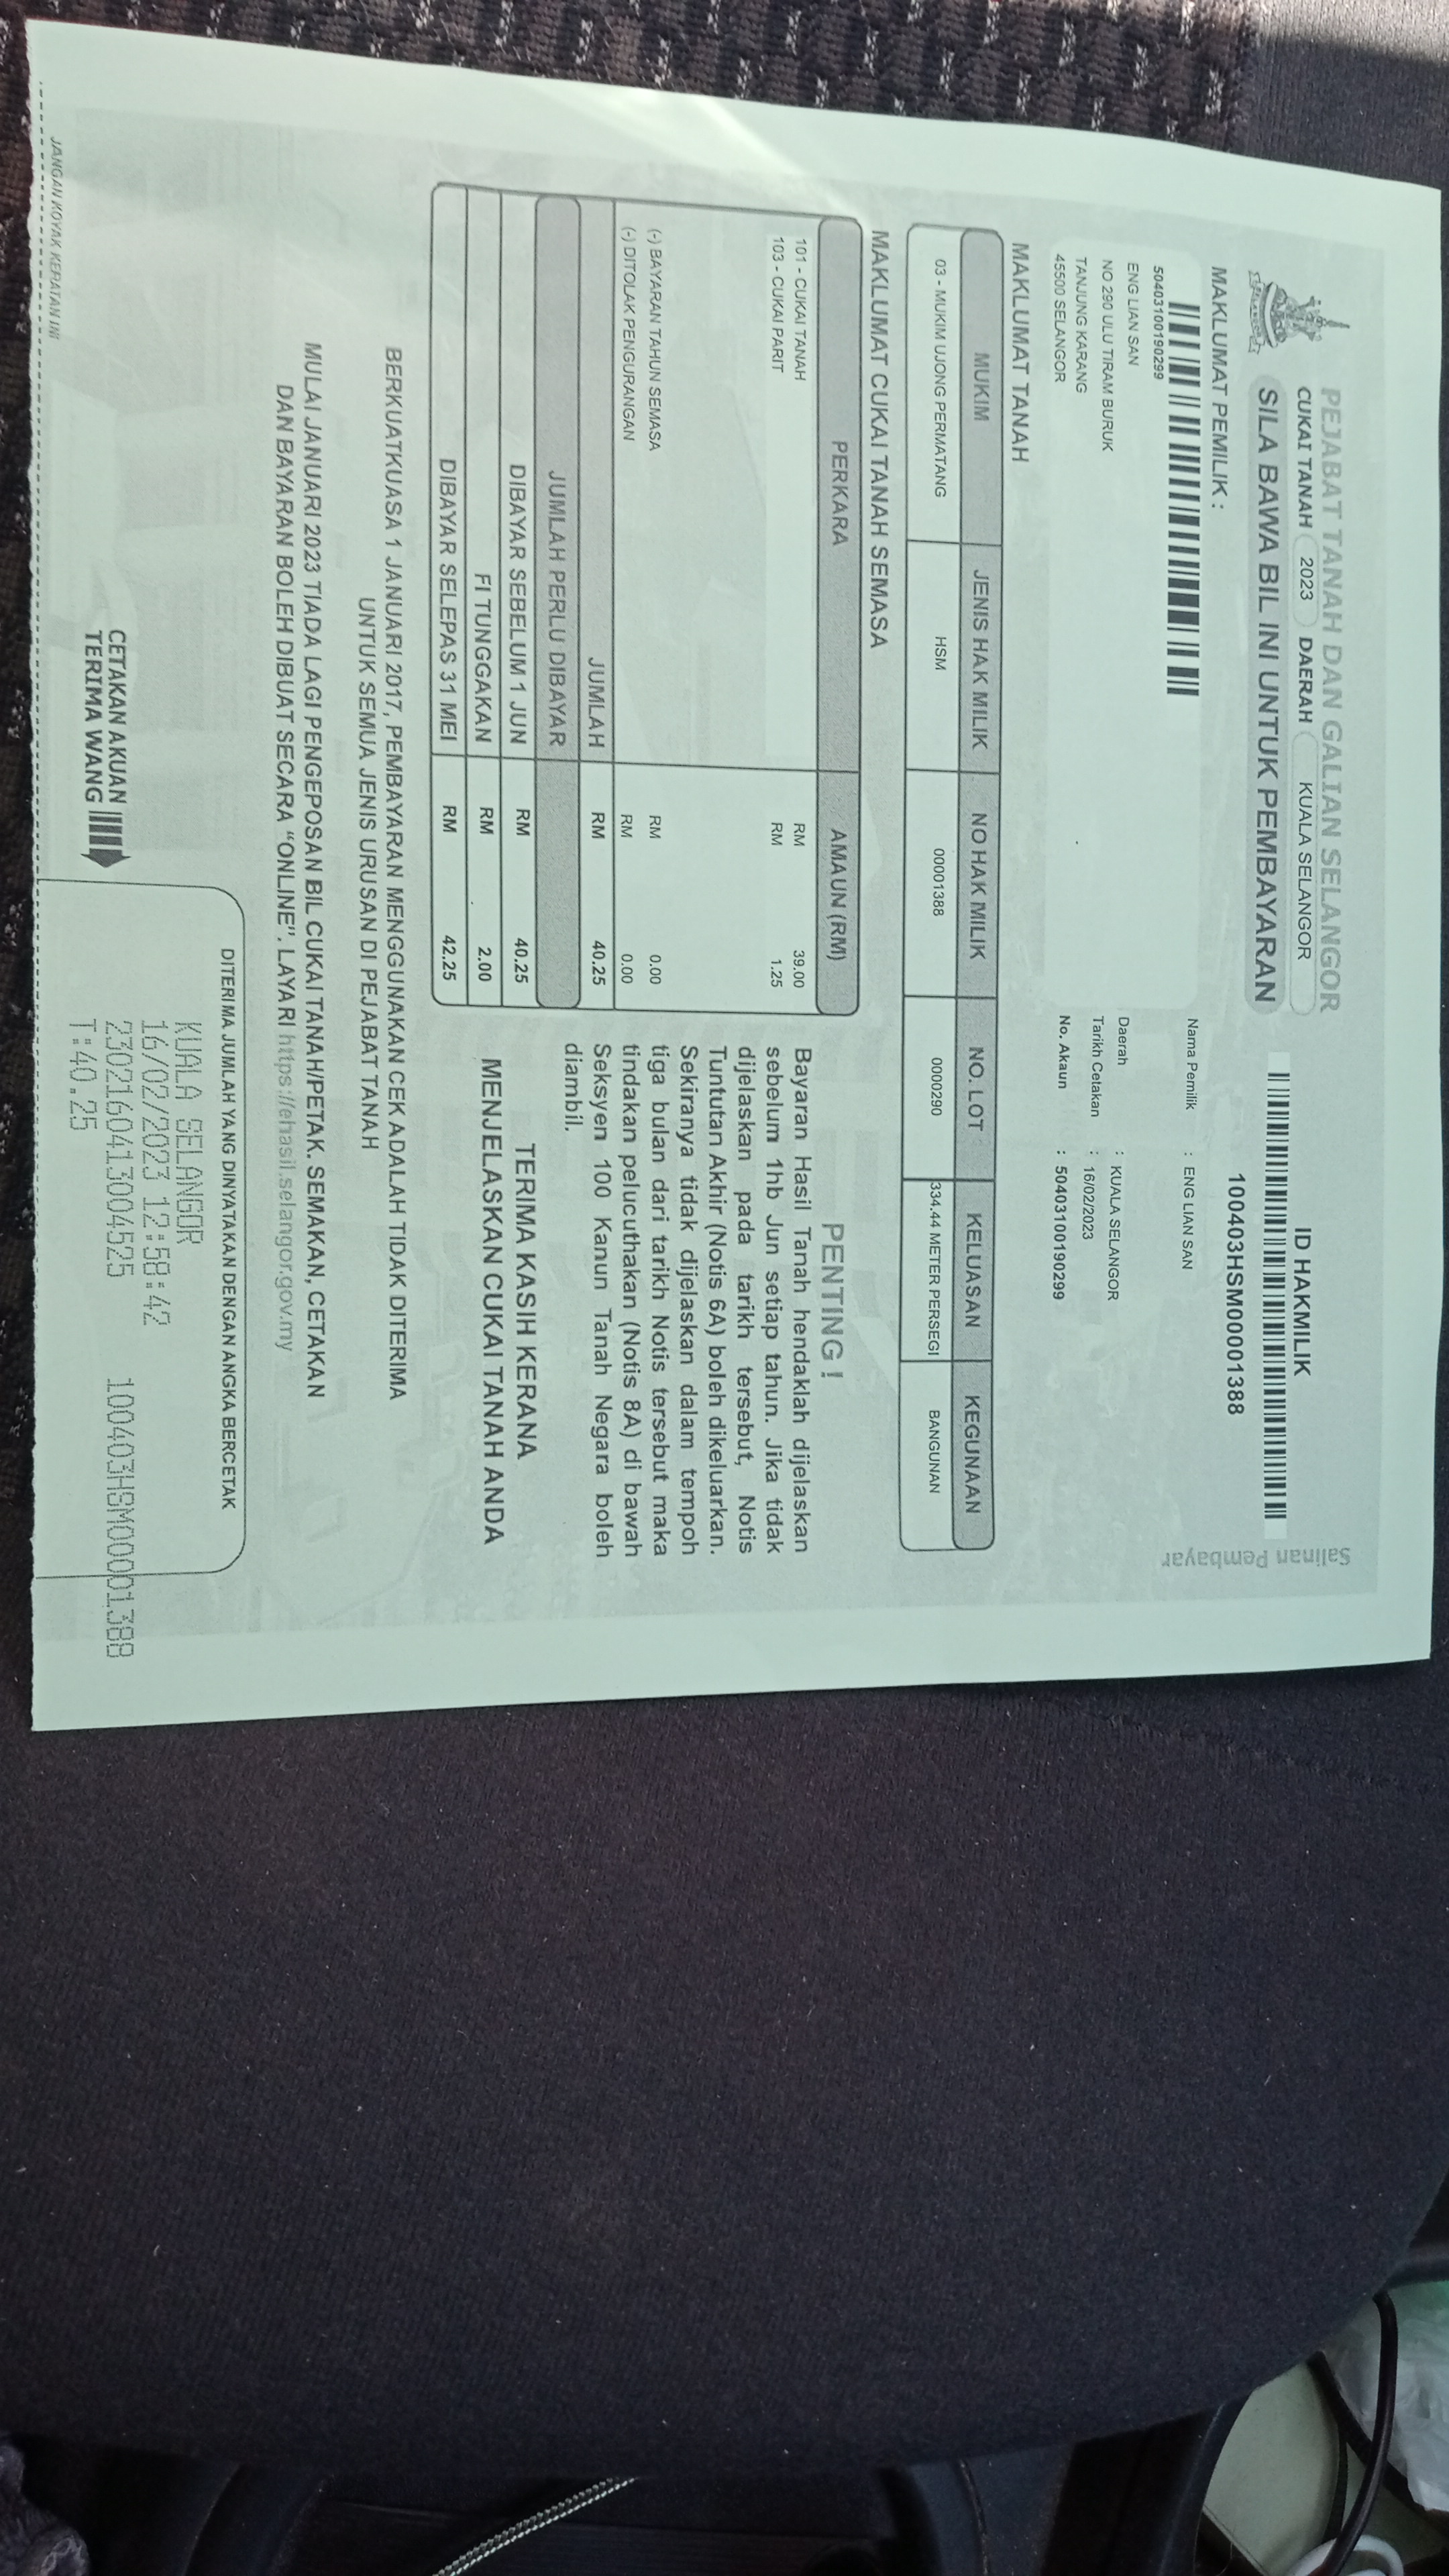 PEJABAT TANAH DAN GALIAN SELANGOR
CUKAI TANAH 2023 DAERAH KUALA SELANGOR
SILA BAWA BIL INI UNTUK PEMBAYARAN
ID HAKMILIK
100403HSM00001388
Salinan Pembayar
MAKLUMAT PEMILIK :
50403100190299
ENG LIAN SAN
NO 290 ULU TIRAM BURUK
TANJUNG KARANG
45500 SELANGOR
Nama Pemilik : ENG LIAN SAN
Daerah : KUALA SELANGOR
Tarikh Cetakan : 16/02/2023
No. Akaun : 50403100190299
MAKLUMAT TANAH
MUKIM JENIS HAK MILIK NO HAK MILIK NO. LOT KELUASAN KEGUNAAN
03 - MUKIM UJONG PERMATANG HSM 00001388 0000290 334.44 METER PERSEGI BANGUNAN
MAKLUMAT CUKAI TANAH SEMASA
PERKARA AMAUN (RM)
101 - CUKAI TANAH RM 39.00
103 - CUKAI PARIT RM 1.25
(-) BAYARAN TAHUN SEMASA RM 0.00
(-) DITOLAK PENGURANGAN RM 0.00
JUMLAH RM 40.25
JUMLAH PERLU DIBAYAR
DIBAYAR SEBELUM 1 JUN RM 40.25
FI TUNGGAKAN RM 2.00
DIBAYAR SELEPAS 31 MEI RM 42.25
PENTING !
Bayaran Hasil Tanah hendaklah dijelaskan
sebelum 1hb Jun setiap tahun. Jika tidak
dijelaskan pada tarikh tersebut, Notis
Tuntutan Akhir (Notis 6A) boleh dikeluarkan.
Sekiranya tidak dijelaskan dalam tempoh
tiga bulan dari tarikh Notis tersebut maka
tindakan pelucuthakan (Notis 8A) di bawah
Seksyen 100 Kanun Tanah Negara boleh
diambil.
TERIMA KASIH KERANA
MENJELASKAN CUKAI TANAH ANDA
BERKUATKUASA 1 JANUARI 2017, PEMBAYARAN MENGGUNAKAN CEK ADALAH TIDAK DITERIMA
UNTUK SEMUA JENIS URUSAN DI PEJABAT TANAH
MULAI JANUARI 2023 TIADA LAGI PENGEPOSAN BIL CUKAI TANAH/PETAK. SEMAKAN, CETAKAN
DAN BAYARAN BOLEH DIBUAT SECARA "ONLINE". LAYARI https://ehasil.selangor.gov.my
DITERIMA JUMLAH YANG DINYATAKAN DENGAN ANGKA BERCETAK
CETAKAN AKUAN
TERIMA WANG
KUALA SELANGOR
16/02/2023 12:58:42
2302160413004525 100403HSM00001388
T:40.25
JANGAN KOYAK KERATAN INI